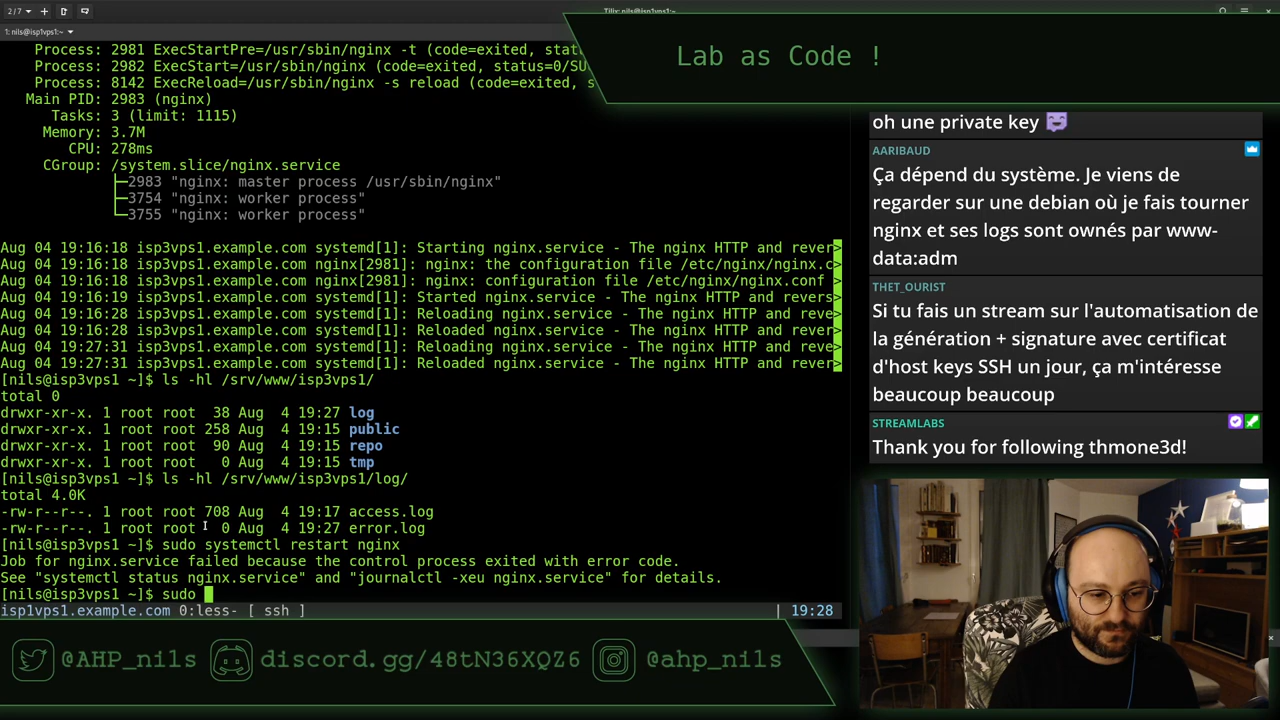 2/7
Tilix: nils@isp1vps1:~
1: nils@isp1vps1:~
Process: 2981 ExecStartPre=/usr/sbin/nginx -t (code=exited, stat
Process: 2982 ExecStart=/usr/sbin/nginx (code=exited, status=0/SU
Process: 8142 ExecReload=/usr/sbin/nginx -s reload (code=exited, s
Main PID: 2983 (nginx)
Tasks: 3 (limit: 1115)
Memory: 3.7M
CPU: 278ms
CGroup: /system.slice/nginx.service
├─2983 "nginx: master process /usr/sbin/nginx"
├─3754 "nginx: worker process"
└─3755 "nginx: worker process"
Aug 04 19:16:18 isp3vps1.example.com systemd[1]: Starting nginx.service - The nginx HTTP and rever>
Aug 04 19:16:18 isp3vps1.example.com nginx[2981]: nginx: the configuration file /etc/nginx/nginx.c>
Aug 04 19:16:18 isp3vps1.example.com nginx[2981]: nginx: configuration file /etc/nginx/nginx.conf >
Aug 04 19:16:19 isp3vps1.example.com systemd[1]: Started nginx.service - The nginx HTTP and revers>
Aug 04 19:16:28 isp3vps1.example.com systemd[1]: Reloading nginx.service - The nginx HTTP and reve>
Aug 04 19:16:28 isp3vps1.example.com systemd[1]: Reloaded nginx.service - The nginx HTTP and rever>
Aug 04 19:27:31 isp3vps1.example.com systemd[1]: Reloading nginx.service - The nginx HTTP and reve>
Aug 04 19:27:31 isp3vps1.example.com systemd[1]: Reloaded nginx.service - The nginx HTTP and rever>
[nils@isp3vps1 ~]$ ls -hl /srv/www/isp3vps1/
total 0
drwxr-xr-x. 1 root root 38 Aug 4 19:27 log
drwxr-xr-x. 1 root root 258 Aug 4 19:15 public
drwxr-xr-x. 1 root root 90 Aug 4 19:15 repo
drwxr-xr-x. 1 root root 0 Aug 4 19:15 tmp
[nils@isp3vps1 ~]$ ls -hl /srv/www/isp3vps1/log/
total 4.0K
-rw-r--r--. 1 root root 708 Aug 4 19:17 access.log
-rw-r--r--. 1 root root 0 Aug 4 19:27 error.log
[nils@isp3vps1 ~]$ sudo systemctl restart nginx
Job for nginx.service failed because the control process exited with error code.
See "systemctl status nginx.service" and "journalctl -xeu nginx.service" for details.
[nils@isp3vps1 ~]$ sudo
isp1vps1.example.com 0:less- [ ssh ] | 19:28
Lab as Code !
oh une private key
AARIBAUD
Ça dépend du système. Je viens de
regarder sur une debian où je fais tourner
nginx et ses logs sont ownés par www-
data:adm
THET_OURIST
Si tu fais un stream sur l'automatisation de
la génération + signature avec certificat
d'host keys SSH un jour, ça m'intéresse
beaucoup beaucoup
STREAMLABS
Thank you for following thmone3d!
@AHP_nils
discord.gg/48tN36XQZ6
@ahp_nils